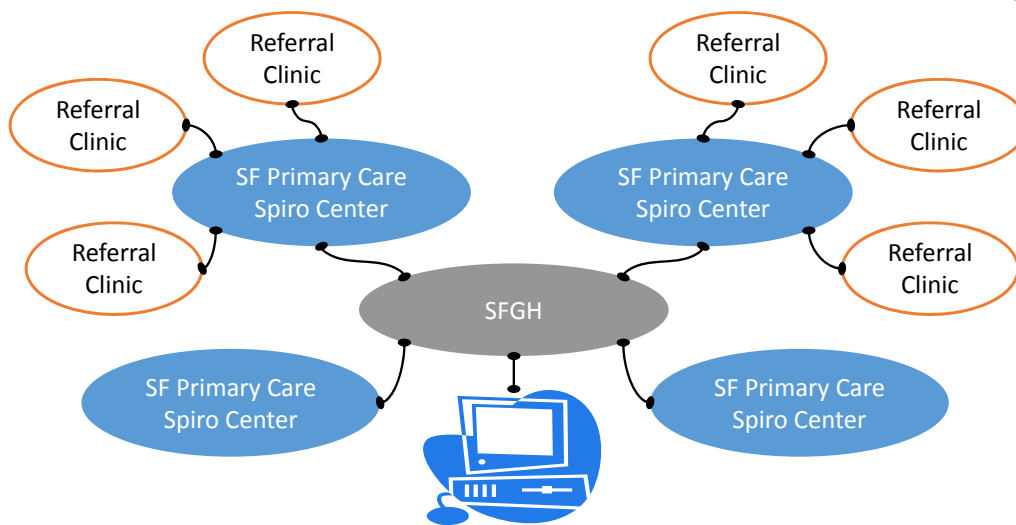 Referral
Clinic
Referral
Clinic
Referral
Clinic
Referral
Clinic
SF Primary Care
Spiro Center
SF Primary Care
Spiro Center
Referral
Clinic
Referral
Clinic
SFGH
SF Primary Care
Spiro Center
SF Primary Care
Spiro Center